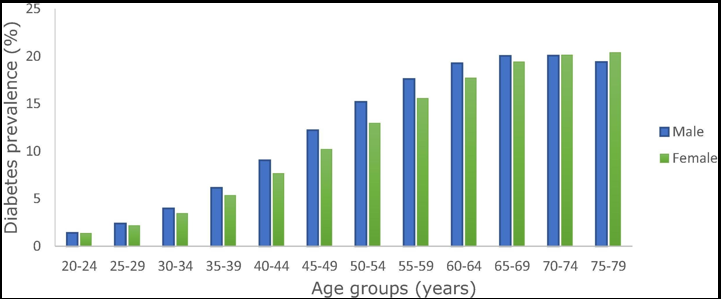 Diabetes prevalence (%)
25
20
15
10
5
0
20-24 25-29 30-34 35-39 40-44 45-49 50-54 55-59 60-64 65-69 70-74 75-79
Age groups (years)
Male
Female